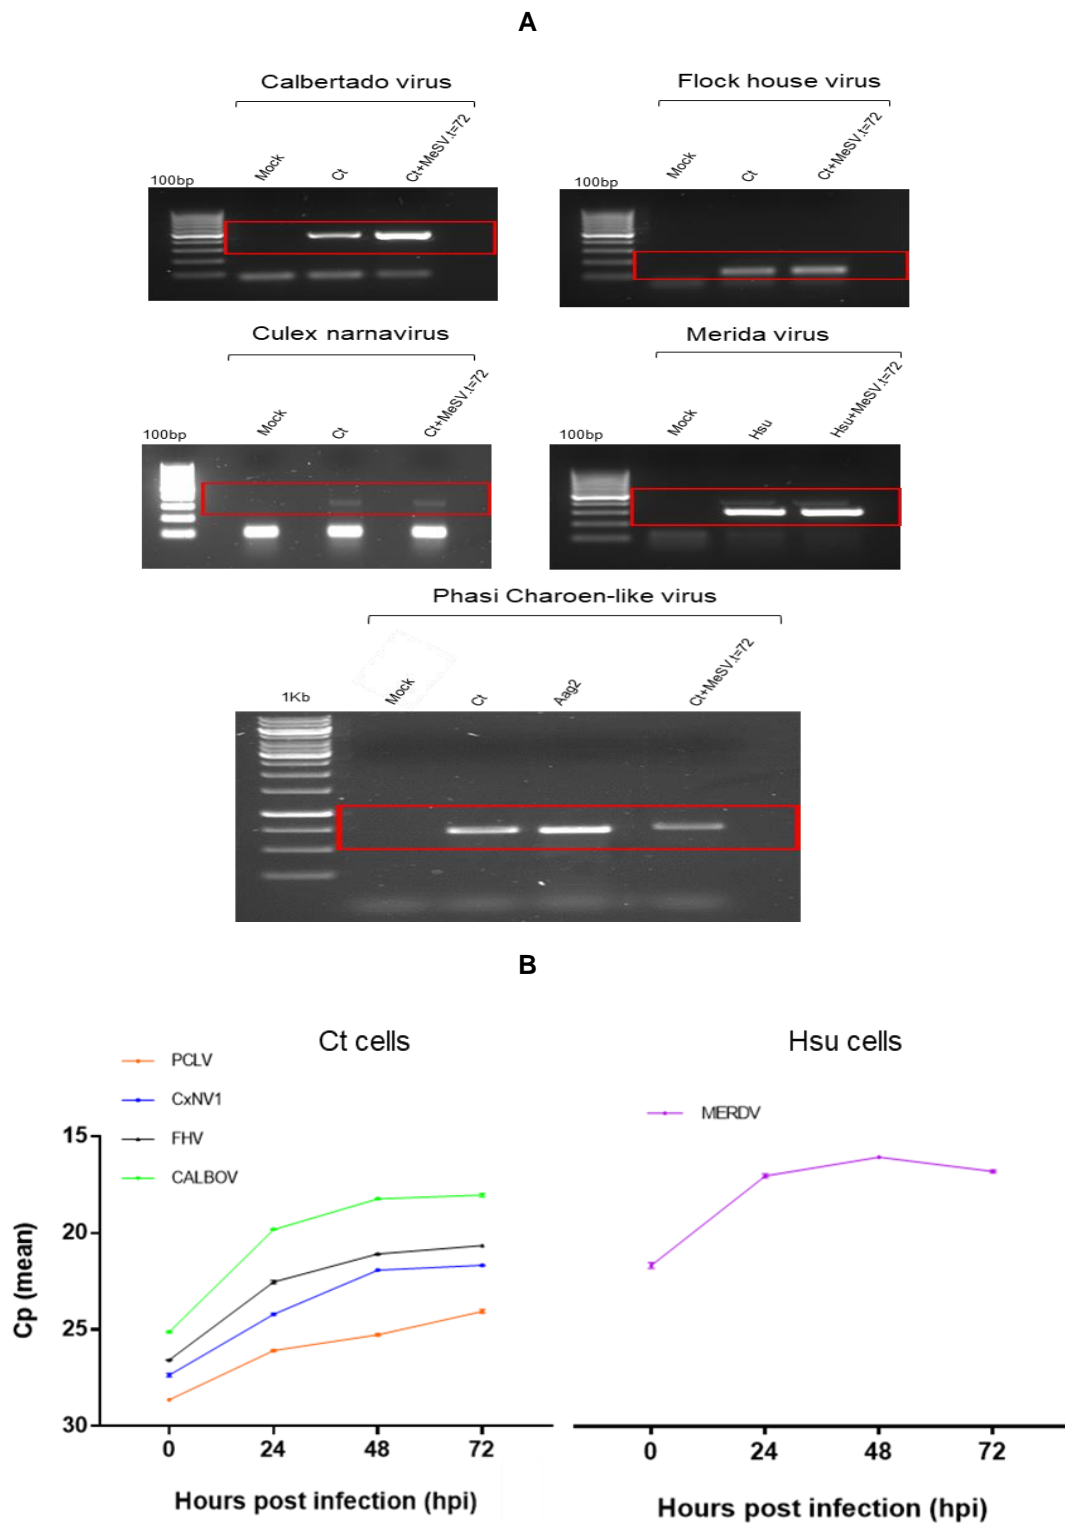 A
Calbertado virus
Flock house virus
Mock
Ct
Ct+MeSV.t=72
Mock
Ct
Ct+MeSV.t=72
100bp
100bp
Culex narnavirus
Merida virus
Mock
Ct
Ct+MeSV.t=72
Mock
Hsu
Hsu+MeSV.t=72
100bp
100bp
Phasi Charoen-like virus
Mock
Ct
Aag2
Ct+MeSV.t=72
1Kb
B
Ct cells
Hsu cells
PCLV
CxNV1
FHV
CALBOV
MERDV
15
20
25
30
Cp (mean)
0 24 48 72
0 24 48 72
Hours post infection (hpi)
Hours post infection (hpi)